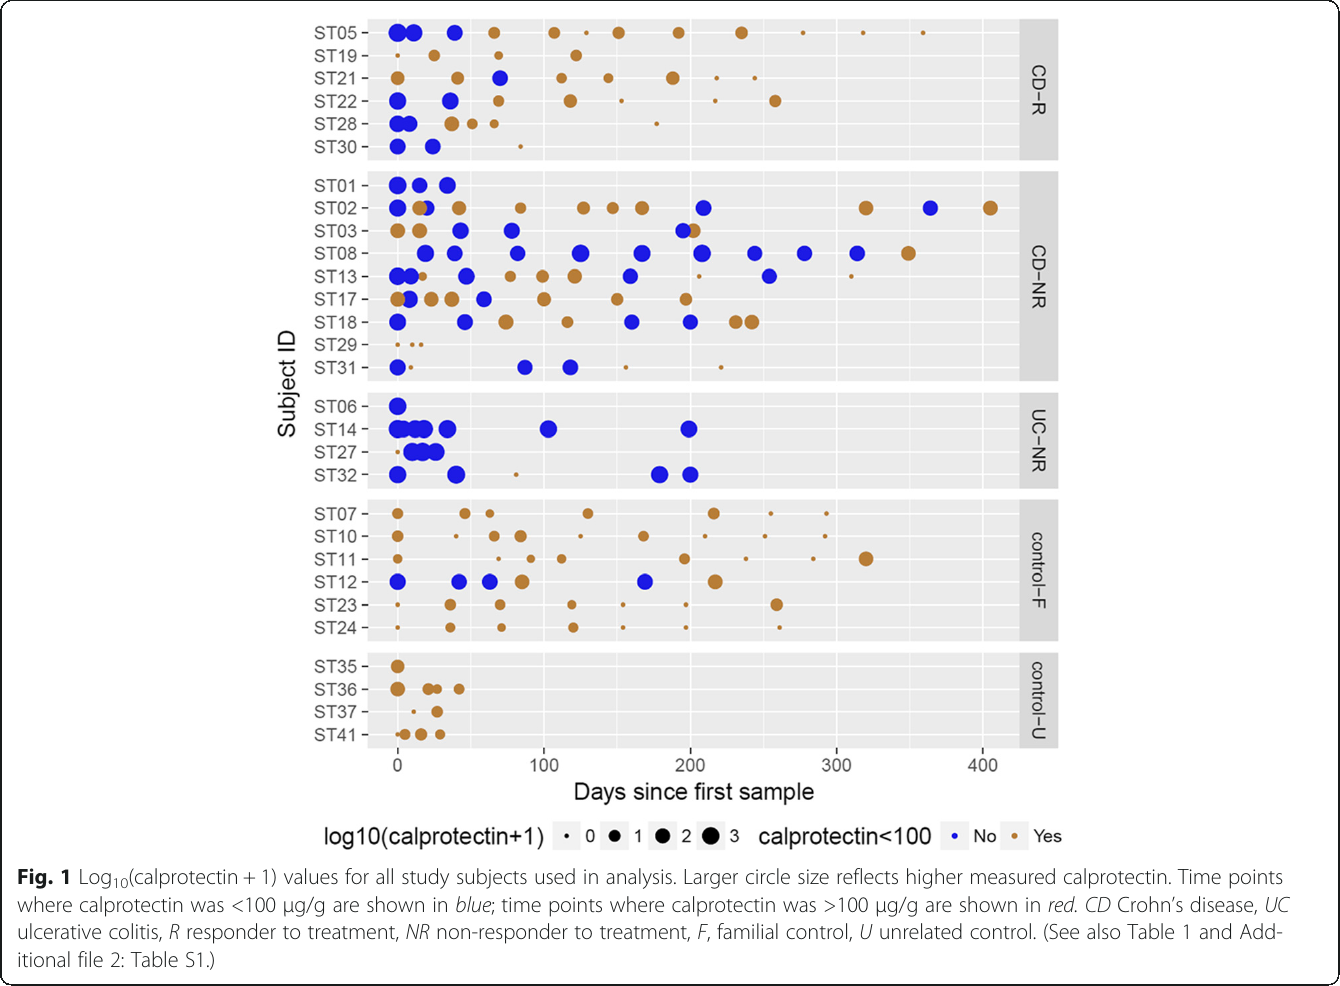 ST05
ST19
ST21
ST22
ST28
ST30
CD−R
ST01
ST02
ST03
ST08
ST13
ST17
ST18
ST29
ST31
CD−NR
Subject ID
ST06
ST14
ST27
ST32
UC−NR
ST07
ST10
ST11
ST12
ST23
ST24
control−F
ST35
ST36
ST37
ST41
control−U
0 100 200 300 400
Days since first sample
log10(calprotectin+1) 0 1 2 3 calprotectin<100 No Yes
Fig. 1 Log10(calprotectin + 1) values for all study subjects used in analysis. Larger circle size reflects higher measured calprotectin. Time points
where calprotectin was <100 μg/g are shown in blue; time points where calprotectin was >100 μg/g are shown in red. CD Crohn's disease, UC
ulcerative colitis, R responder to treatment, NR non-responder to treatment, F, familial control, U unrelated control. (See also Table 1 and Add-
itional file 2: Table S1.)